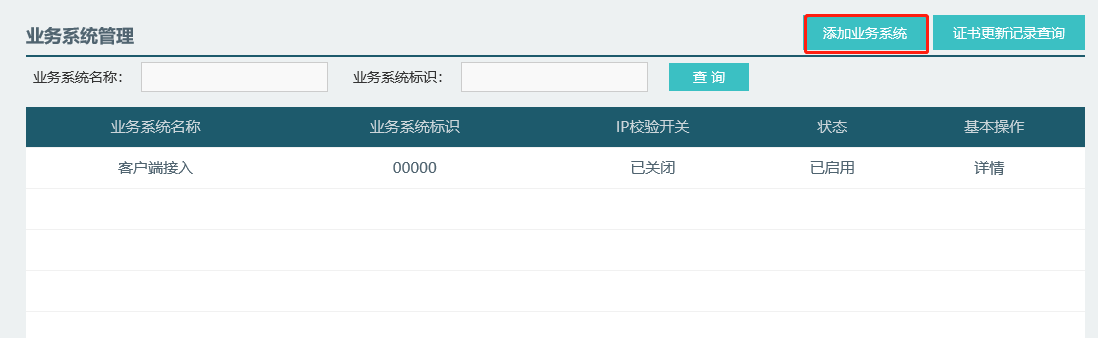 业务系统管理 添加业务系统 证书更新记录查询
业务系统名称： 业务系统标识： 查 询
业务系统名称 业务系统标识 IP校验开关 状态 基本操作
客户端接入 00000 已关闭 已启用 详情